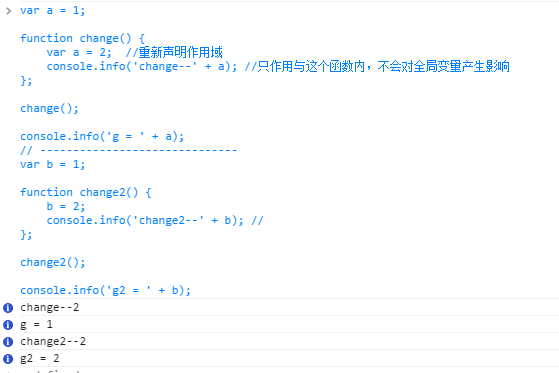 var a = 1;
function change() {
    var a = 2;  //重新声明作用域
    console.info('change--' + a); //只作用与这个函数内，不会对全局变量产生影响
};
change();
console.info('g = ' + a);
// ------------------------------
var b = 1;
function change2() {
    b = 2;
    console.info('change2--' + b); //
};
change2();
console.info('g2 = ' + b);
change--2
g = 1
change2--2
g2 = 2